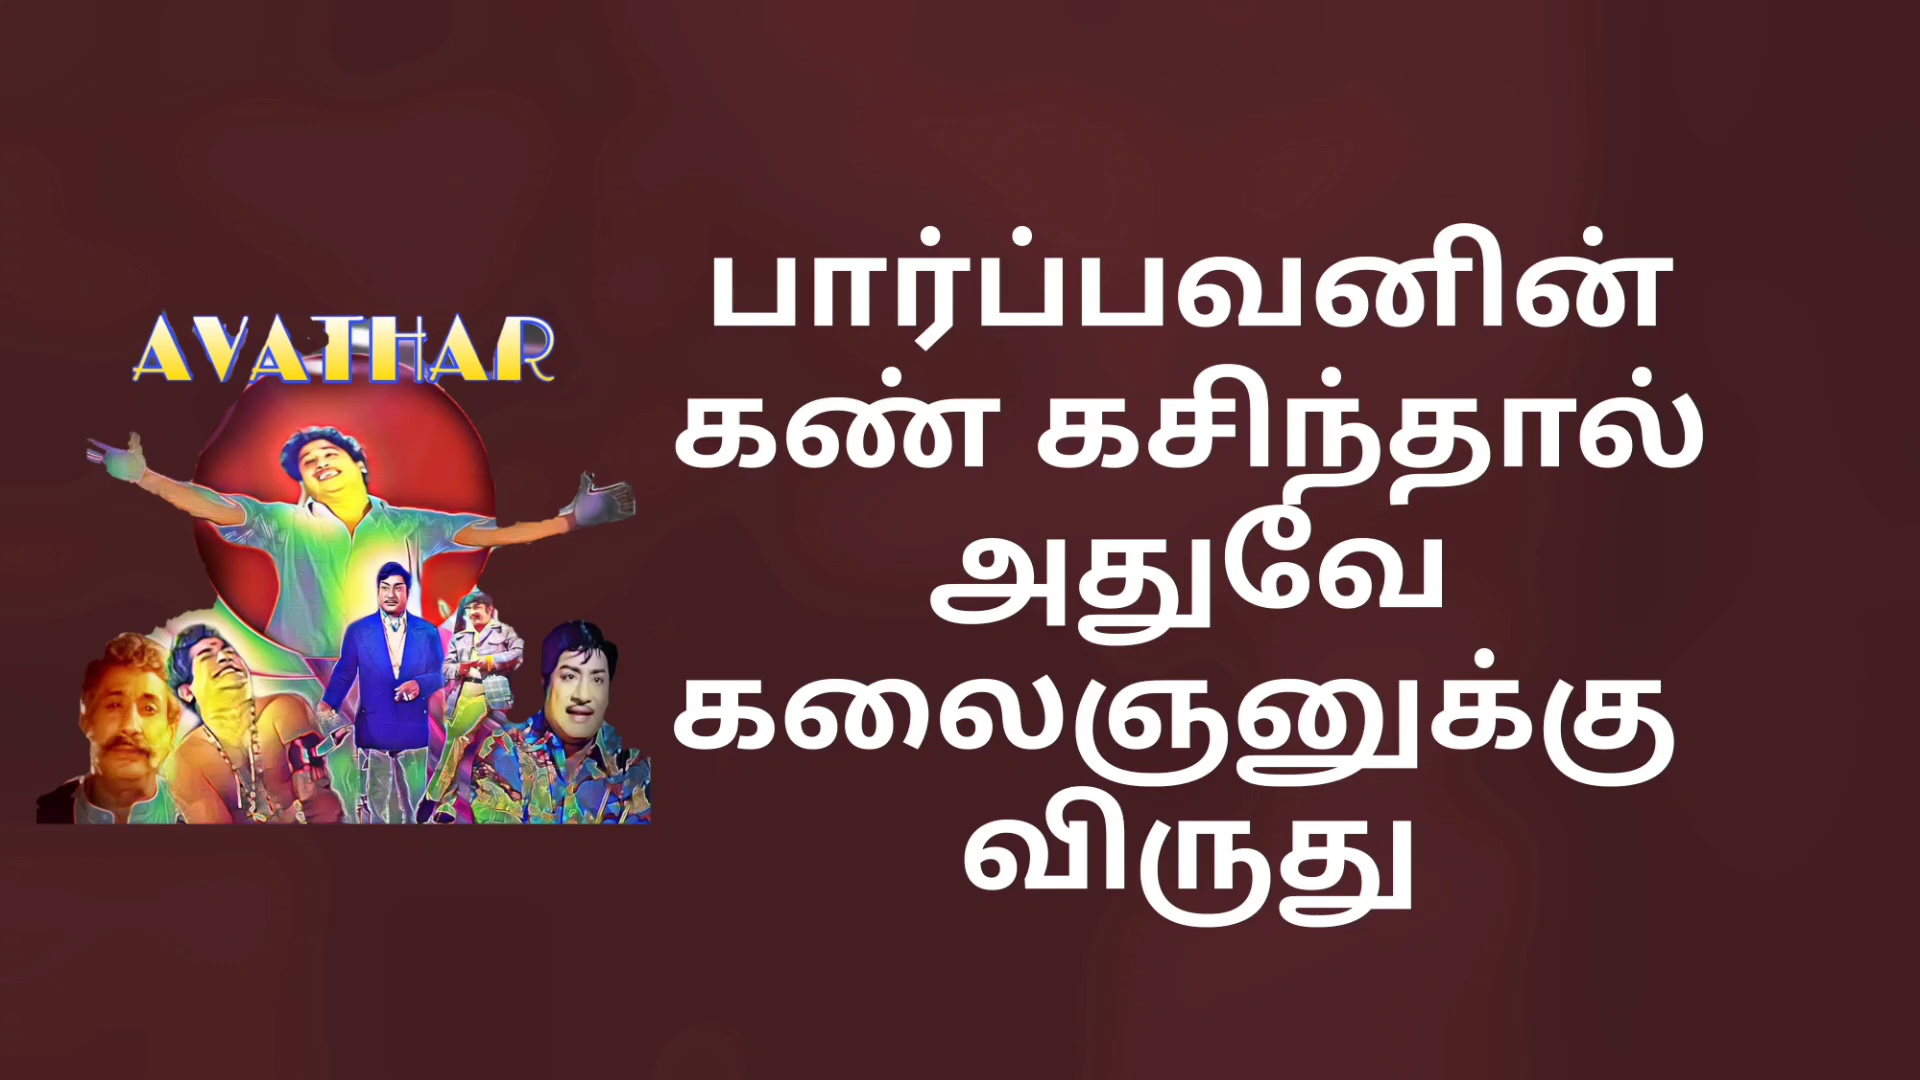 AVATHAR
பார்ப்பவனின்
கண் கசிந்தால்
அதுவே
கலைஞனுக்கு
விருது